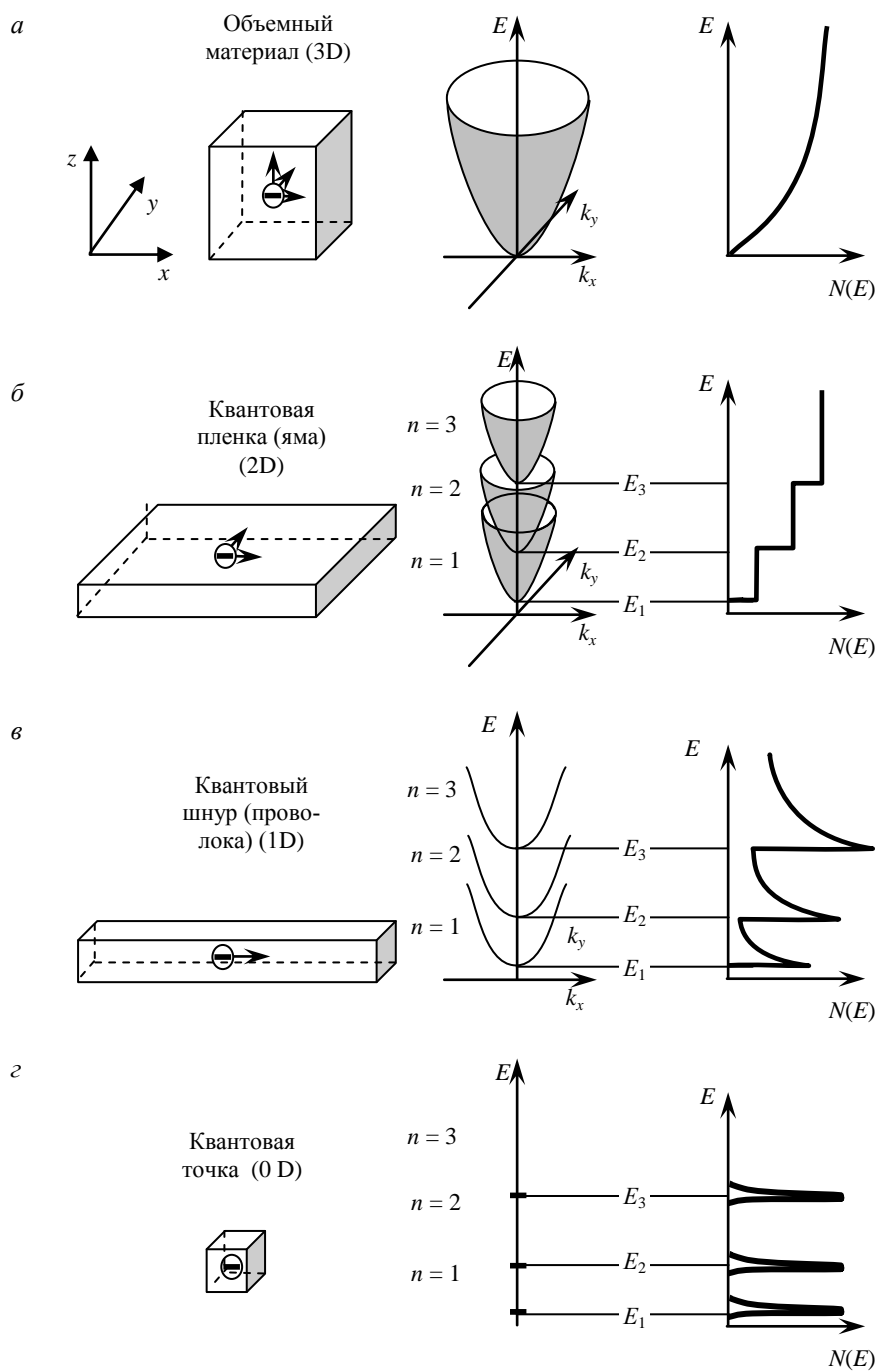 а
Объемный
материал (3D)
z
y
x
E
k_y
k_x
E
N(E)
б
Квантовая
пленка (яма)
(2D)
n = 3
n = 2
n = 1
E
k_y
k_x
E_3
E_2
E_1
E
N(E)
в
Квантовый
шнур (прово-
лока) (1D)
n = 3
n = 2
n = 1
E
k_y
k_x
E_3
E_2
E_1
E
N(E)
г
Квантовая
точка (0 D)
n = 3
n = 2
n = 1
E
E_3
E_2
E_1
E
N(E)